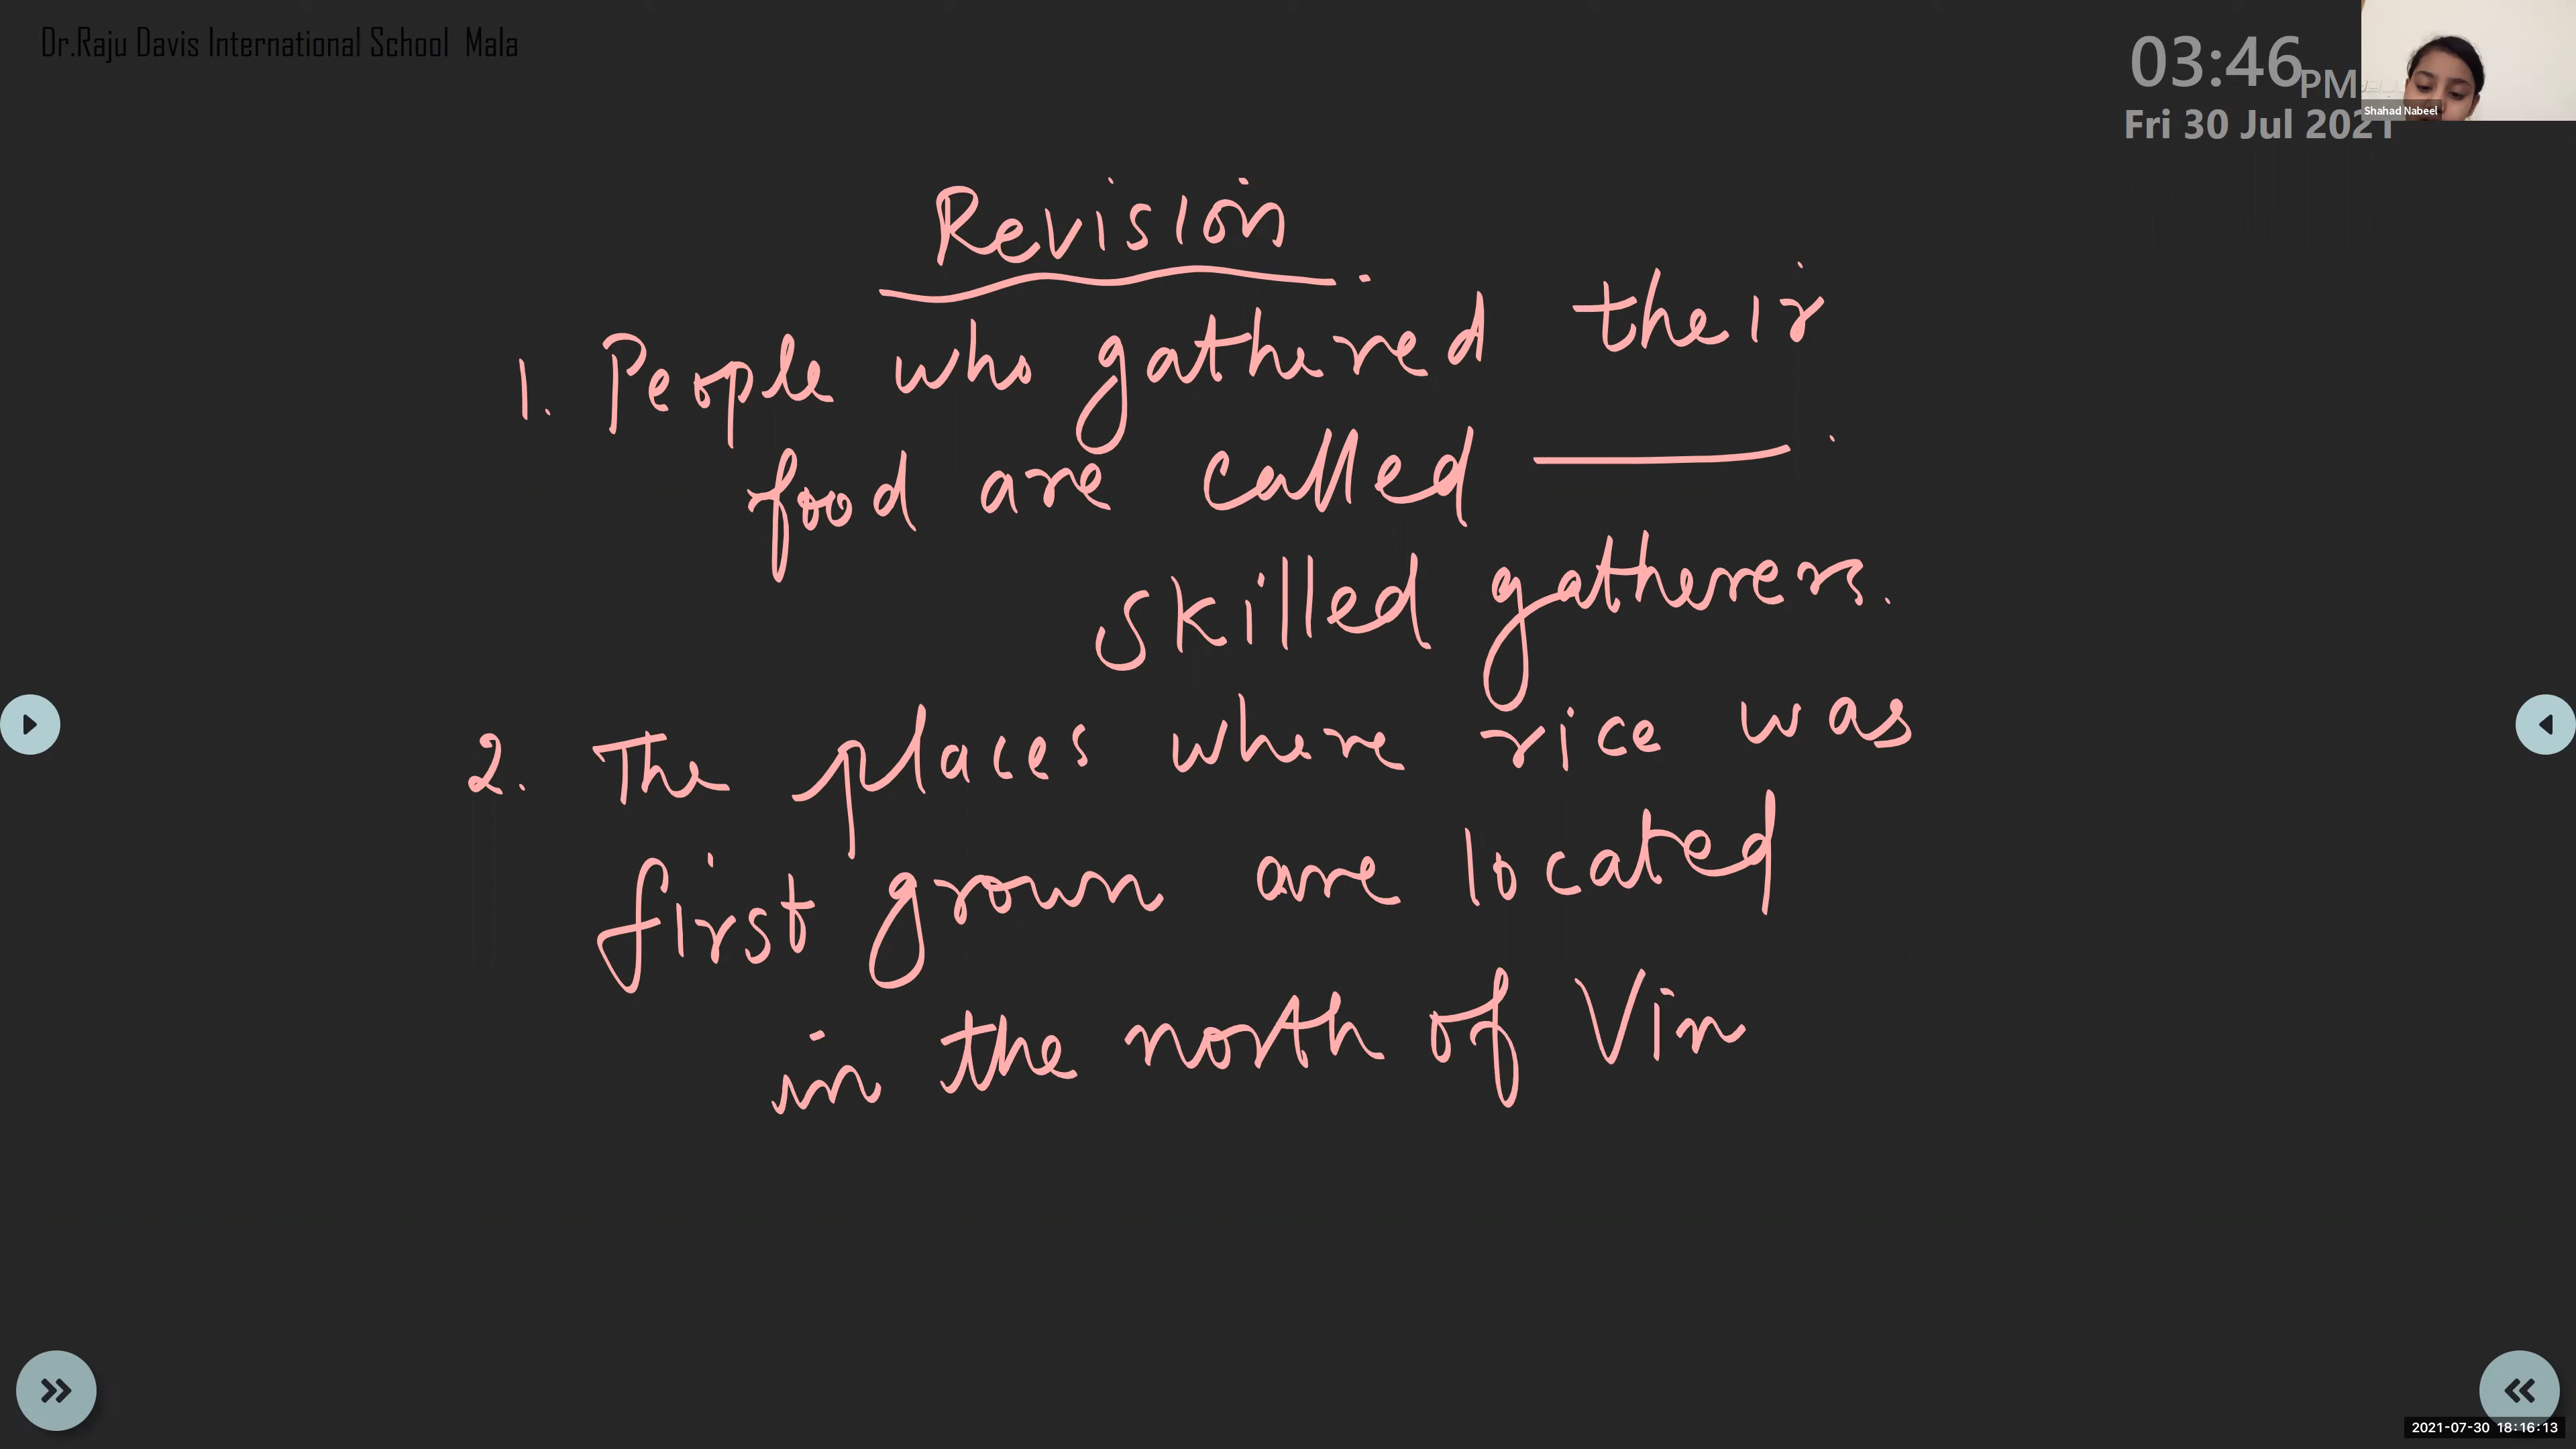 Dr.Raju Davis International School Mala
03:46 PM
Fri 30 Jul 2021
Shahad Nabeel
Revision
1. People who gathered their
food are called ______.
skilled gatherers.
2. The places where rice was
first grown are located
in the north of Vin
2021-07-30 18:16:13